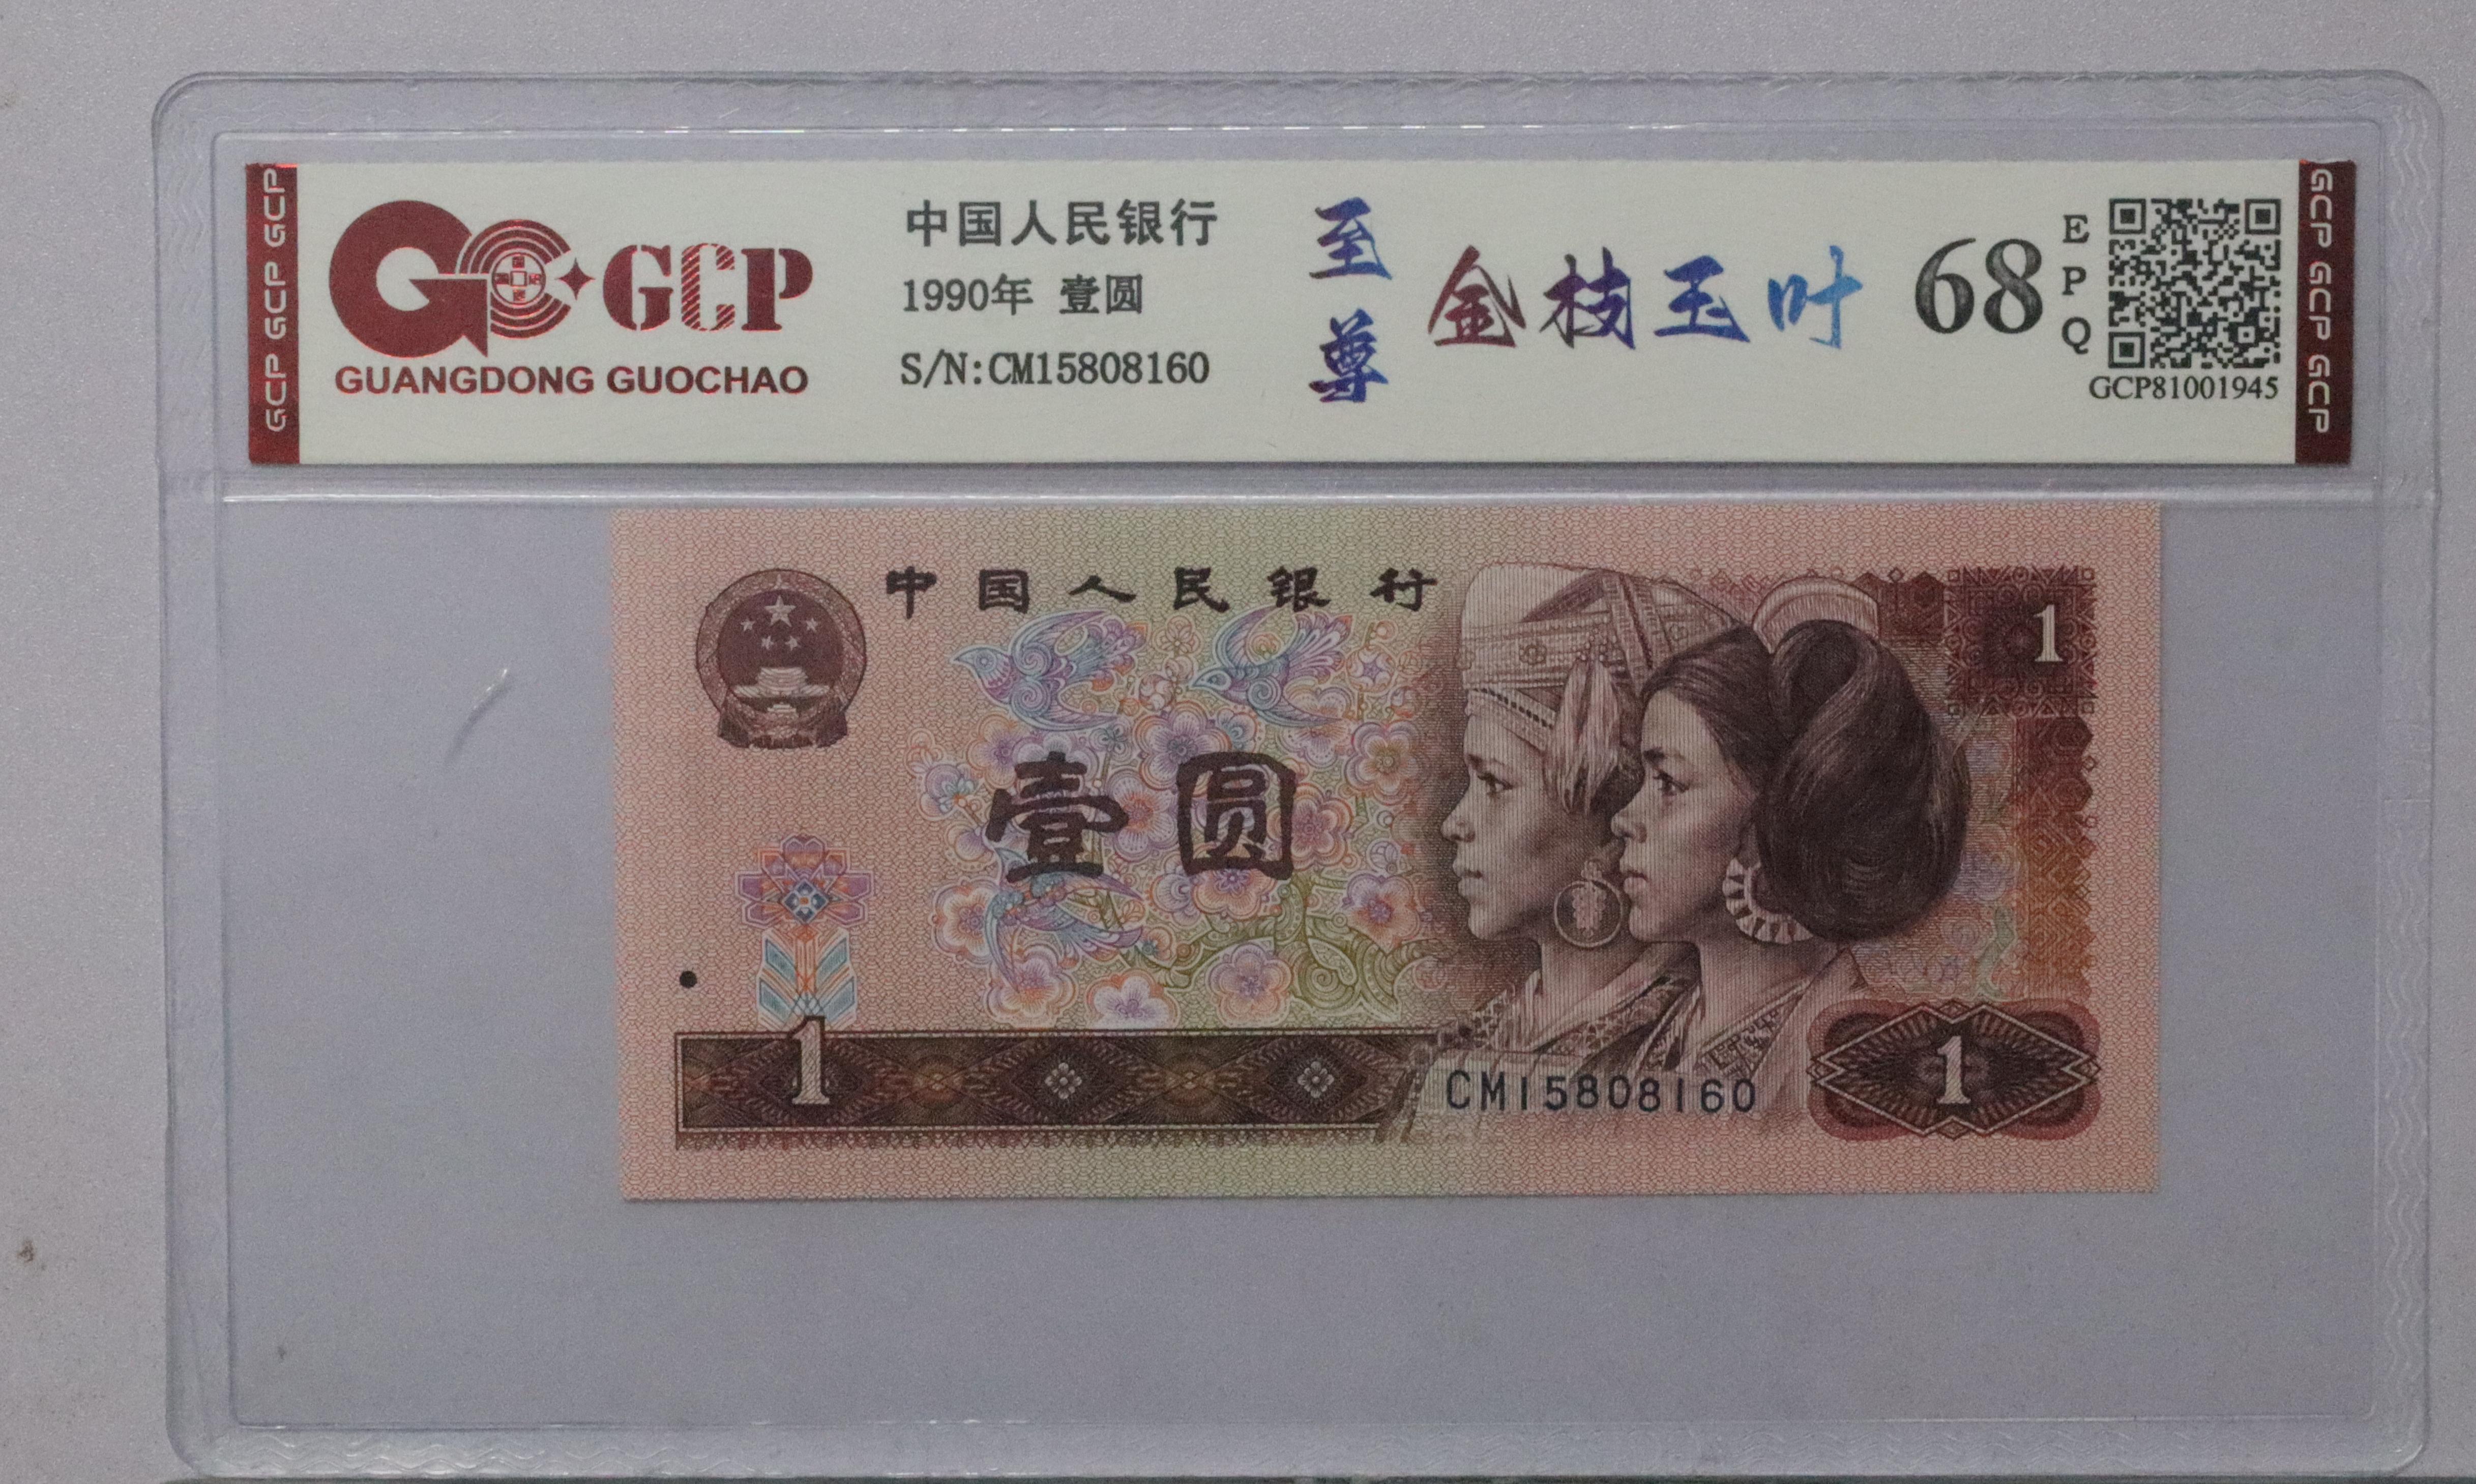 GCP GCP GCP
GCP
GUANGDONG GUOCHAO
中国人民银行
1990年 壹圆
S/N:CM15808160
至尊
金枝玉叶
68
EPQ
GCP81001945
GCP GCP GCP
中国人民银行
1
壹圆
1
CM15808160
1